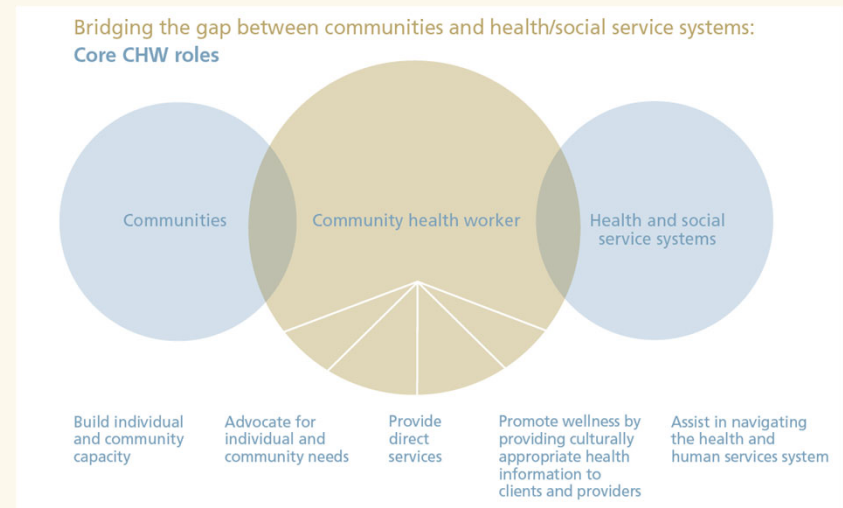 Bridging the gap between communities and health/social service systems:
Core CHW roles
Communities
Community health worker
Health and social
service systems
Build individual
and community
capacity
Advocate for
individual and
community needs
Provide
direct
services
Promote wellness by
providing culturally
appropriate health
information to
clients and providers
Assist in navigating
the health and
human services system